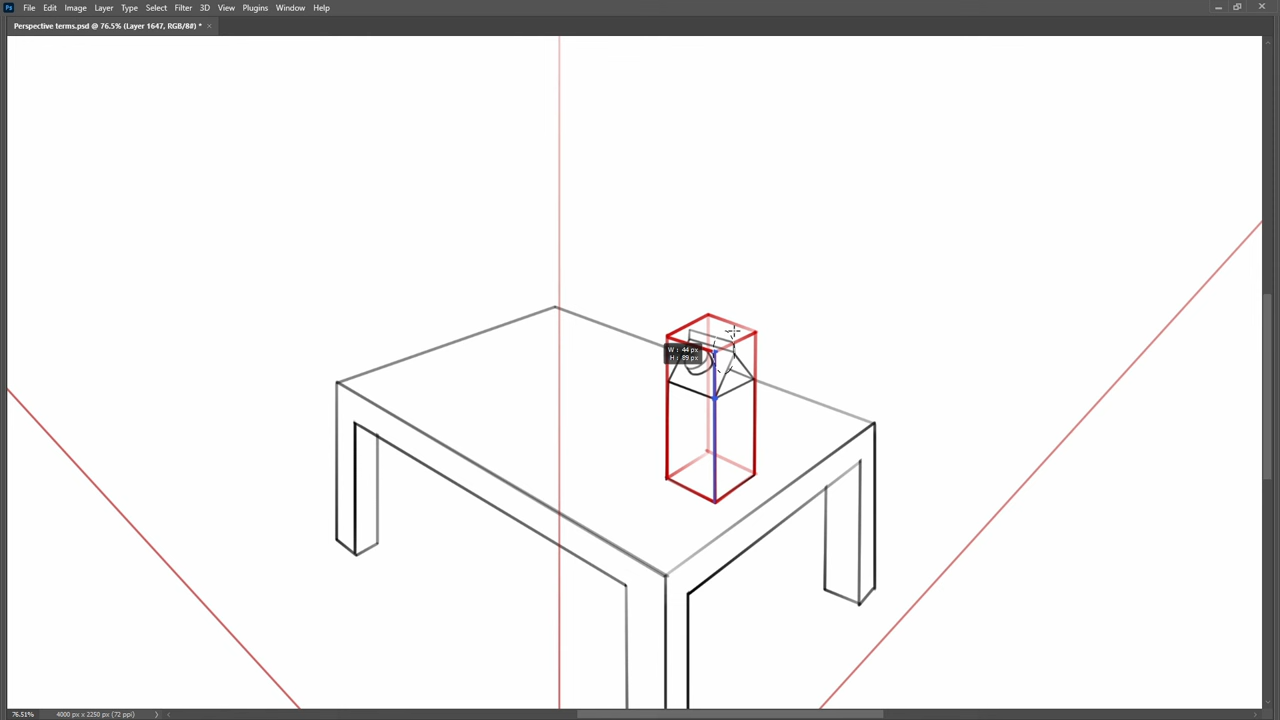 Ps File Edit Image Layer Type Select Filter 3D View Plugins Window Help
Perspective terms.psd @ 76.5% (Layer 1647, RGB/8#) * ×
W: 44 px
H: 89 px
76.51% 4000 px x 2250 px (72 ppi)